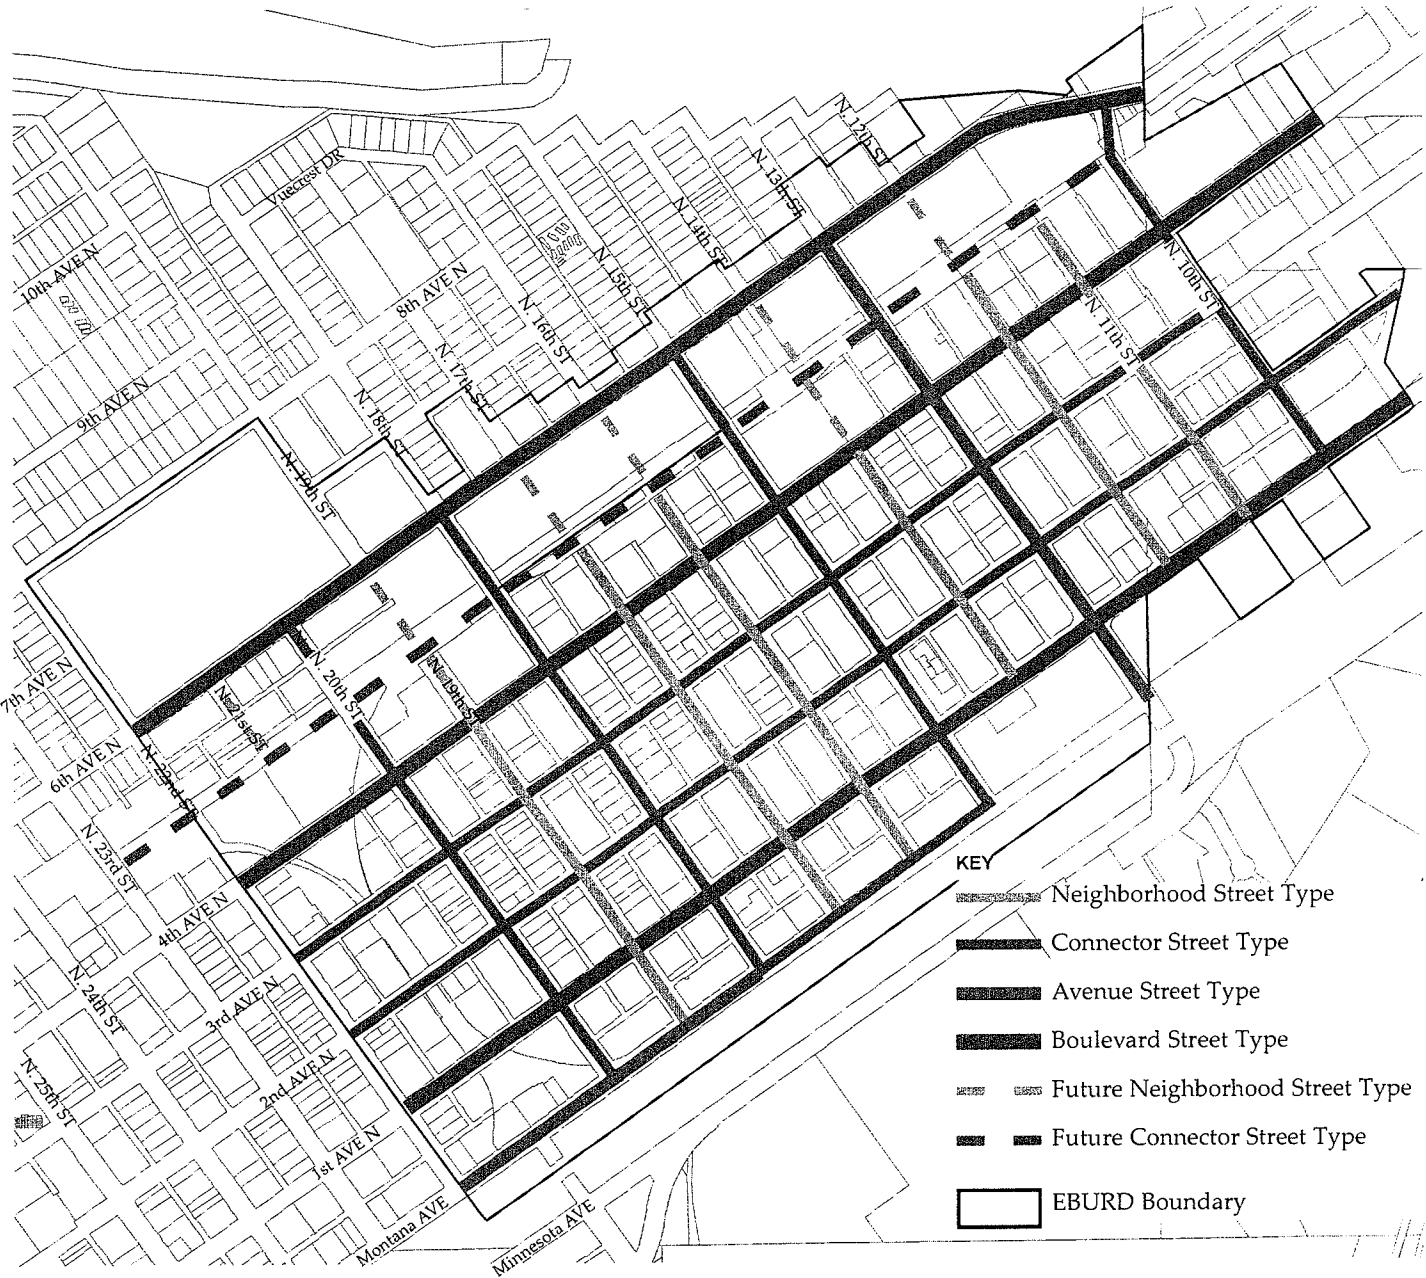 N. 12th ST
Vuecrest DR
N. 13th ST
N. 14th ST
10th AVE N
8th AVE N
N. 15th ST
N. 10th ST
N. 16th ST
N. 11th ST
N. 17th ST
9th AVE N
N. 18th ST
N. 19th ST
7th AVE N
N. 20th ST
N. 19th ST
N. 21st ST
6th AVE N
N. 22nd ST
N. 23rd ST
4th AVE N
N. 24th ST
3rd AVE N
N. 25th ST
2nd AVE N
1st AVE N
Montana AVE
Minnesota AVE
KEY
Neighborhood Street Type
Connector Street Type
Avenue Street Type
Boulevard Street Type
Future Neighborhood Street Type
Future Connector Street Type
EBURD Boundary